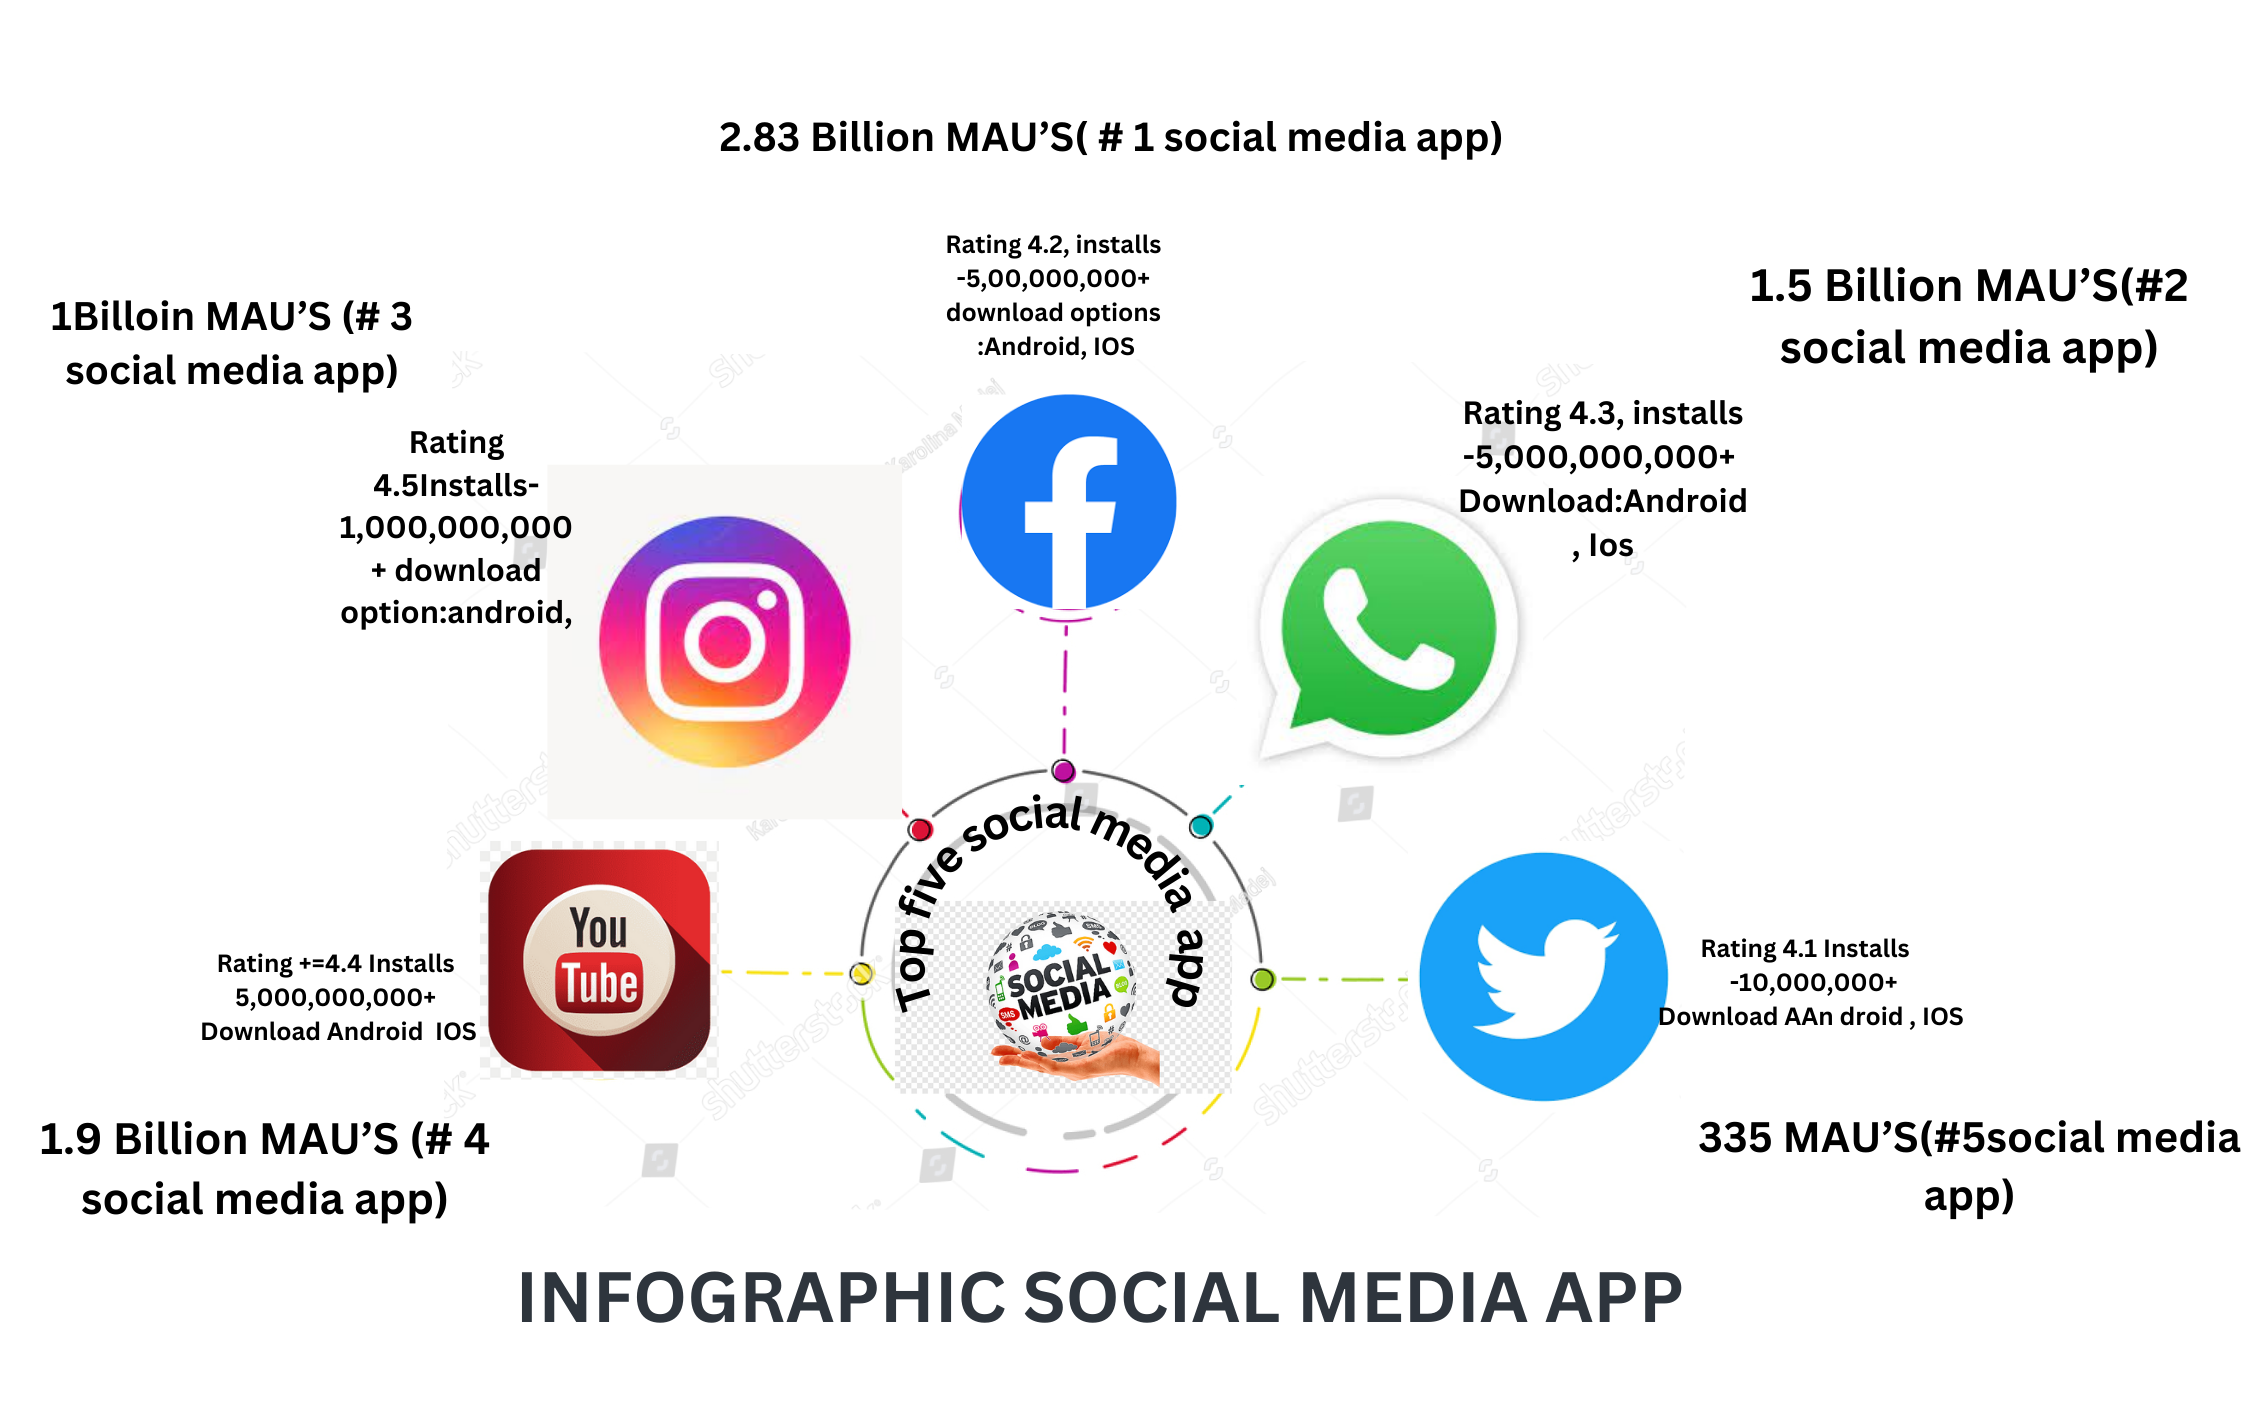 2.83 Billion MAU’S( # 1 social media app)
Rating 4.2, installs
-5,00,000,000+
download options
:Android, IOS
1Billoin MAU’S (# 3
social media app)
Rating
4.5Installs-
1,000,000,000
+ download
option:android,
1.5 Billion MAU’S(#2
social media app)
Rating 4.3, installs
-5,000,000,000+
Download:Android
, Ios
Top five social media app
SOCIAL
MEDIA
SMS
You
Tube
Rating +=4.4 Installs
5,000,000,000+
Download Android IOS
1.9 Billion MAU’S (# 4
social media app)
Rating 4.1 Installs
-10,000,000+
Download AAn droid , IOS
335 MAU’S(#5social media
app)
INFOGRAPHIC SOCIAL MEDIA APP